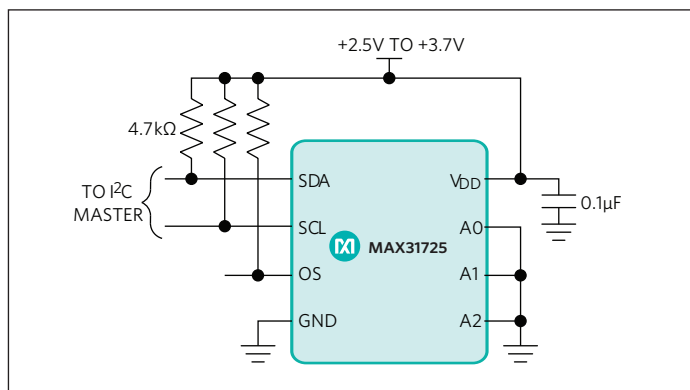 +2.5V TO +3.7V
4.7kΩ
TO I²C
MASTER
SDA
SCL
OS
GND
MAX31725
VDD
A0
A1
A2
0.1µF